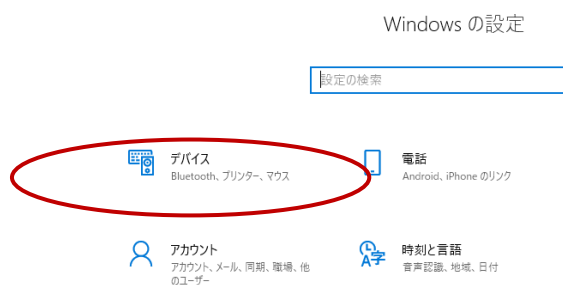 Windows の設定
設定の検索
デバイス
Bluetooth、プリンター、マウス
電話
Android、iPhone のリンク
アカウント
アカウント、メール、同期、職場、他
のユーザー
A字
時刻と言語
音声認識、地域、日付